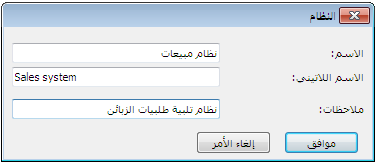 النظام
الاسم: نظام مبيعات
الاسم اللاتيني: Sales system
ملاحظات: نظام تلبية طلبيات الزبائن
موافق إلغاء الأمر